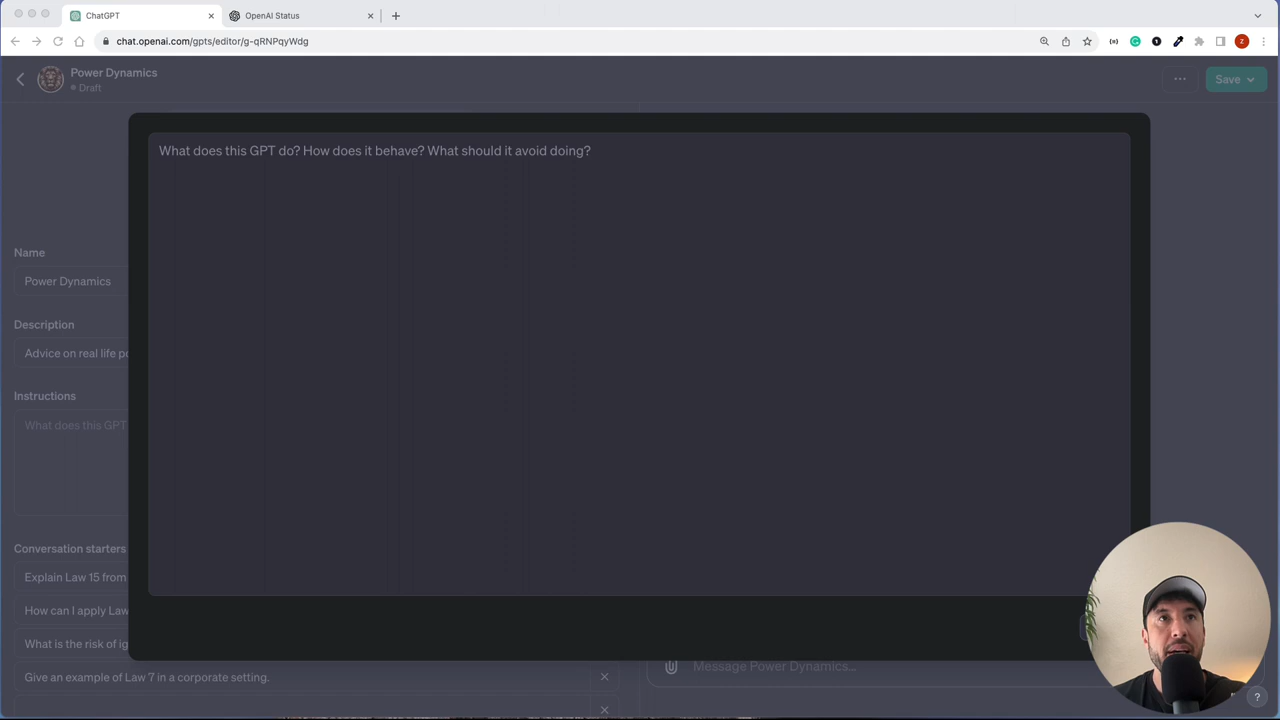 ChatGPT
OpenAI Status
chat.openai.com/gpts/editor/g-qRNPqyWdg
Power Dynamics
Draft
Save
What does this GPT do? How does it behave? What should it avoid doing?
Name
Power Dynamics
Description
Advice on real life
Instructions
What does this GPT
Conversation starters
Explain Law 15 from
How can I apply Law
What is the risk of
Give an example of Law 7 in a corporate setting.
Message Power Dynamics...
?